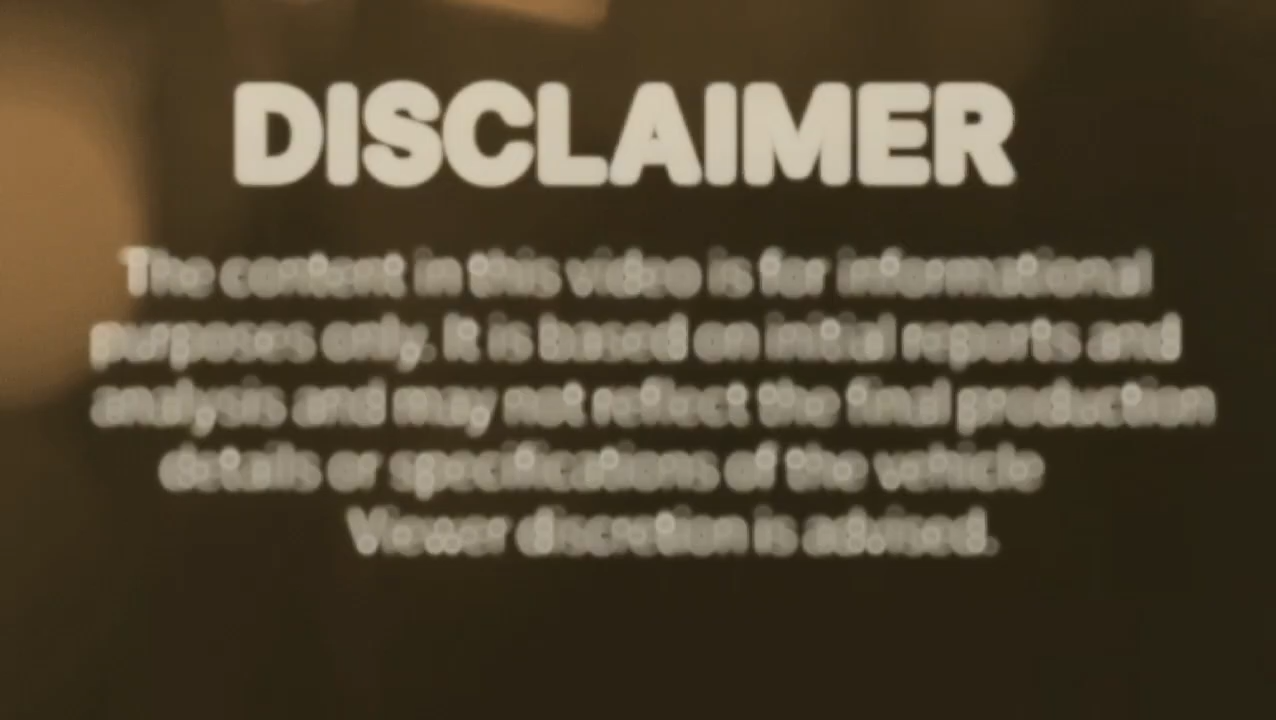 DISCLAIMER
The content in this video is for informational
purposes only. It is based on initial reports and
analysis and may not reflect the final production
details or specifications of the vehicle
Viewer discretion is advised.